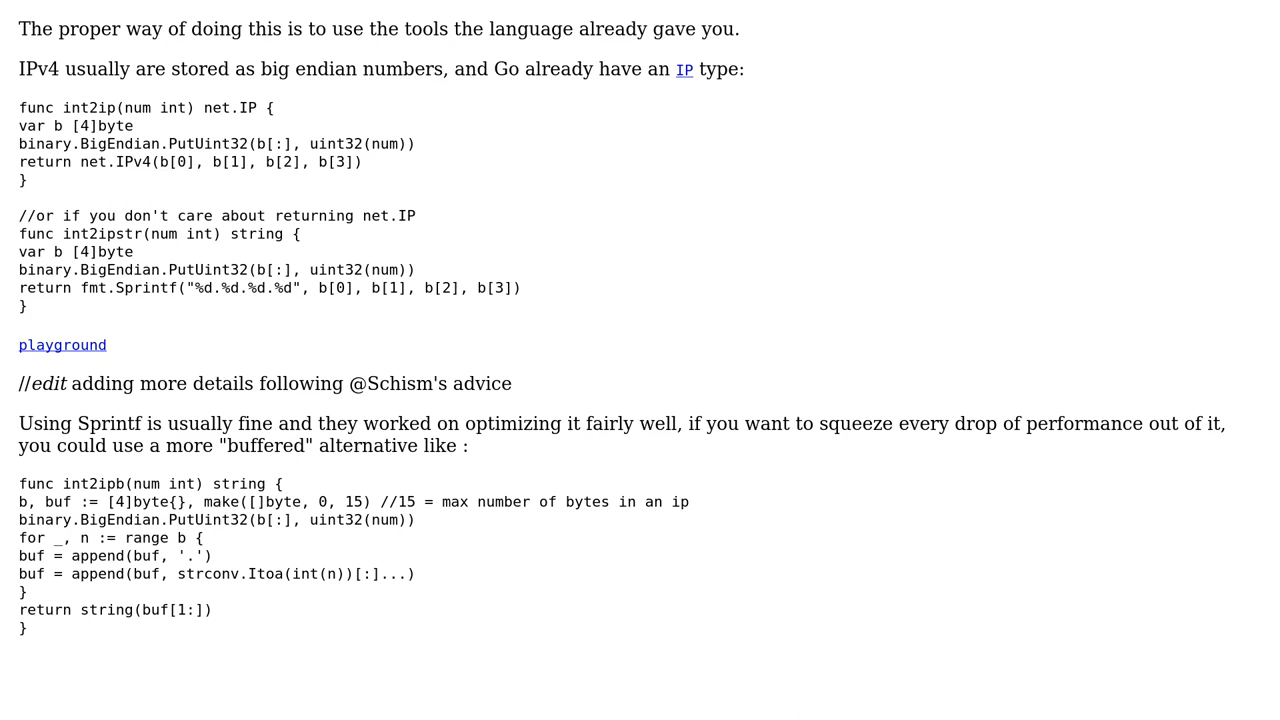 The proper way of doing this is to use the tools the language already gave you.
IPv4 usually are stored as big endian numbers, and Go already have an IP type:
func int2ip(num int) net.IP {
var b [4]byte
binary.BigEndian.PutUint32(b[:], uint32(num))
return net.IPv4(b[0], b[1], b[2], b[3])
}
//or if you don't care about returning net.IP
func int2ipstr(num int) string {
var b [4]byte
binary.BigEndian.PutUint32(b[:], uint32(num))
return fmt.Sprintf("%d.%d.%d.%d", b[0], b[1], b[2], b[3])
}
playground
//edit adding more details following @Schism's advice
Using Sprintf is usually fine and they worked on optimizing it fairly well, if you want to squeeze every drop of performance out of it,
you could use a more "buffered" alternative like :
func int2ipb(num int) string {
b, buf := [4]byte{}, make([]byte, 0, 15) //15 = max number of bytes in an ip
binary.BigEndian.PutUint32(b[:], uint32(num))
for _, n := range b {
buf = append(buf, '.')
buf = append(buf, strconv.Itoa(int(n))[:]...)
}
return string(buf[1:])
}